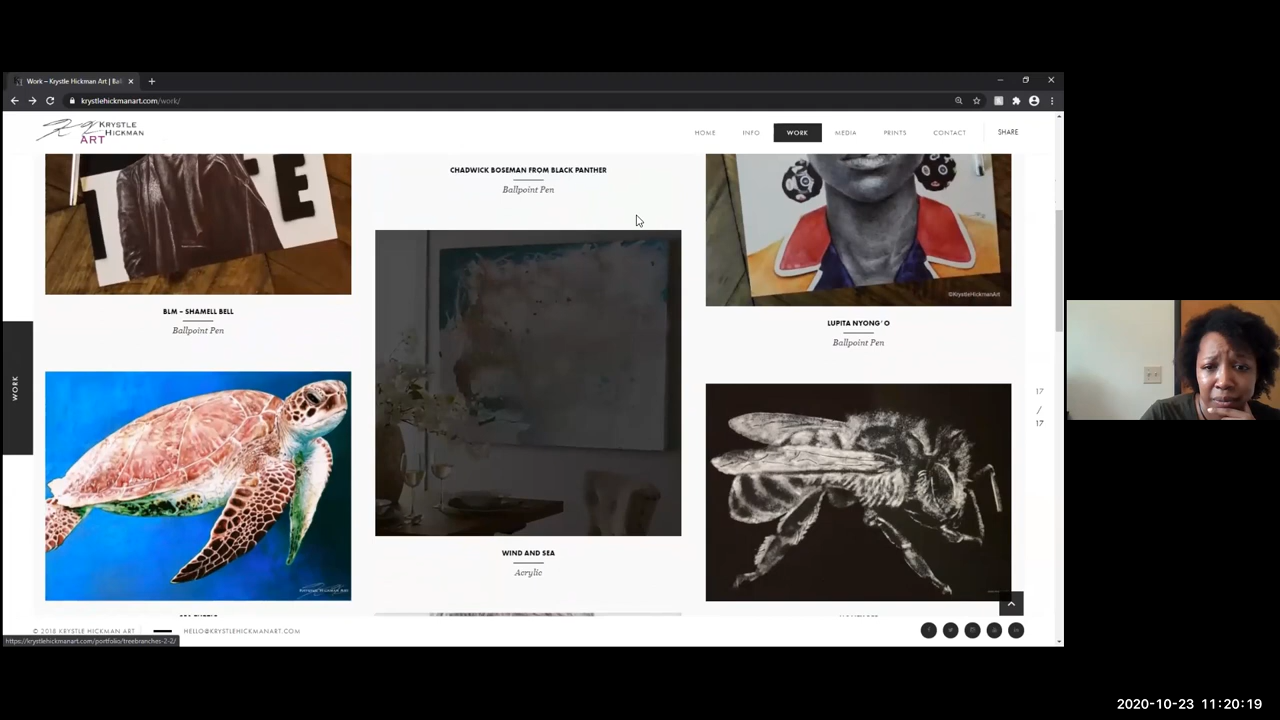 Work – Krystle Hickman Art | Ba
krystlehickmanart.com/work/
KRYSTLE
HICKMAN
ART
HOME
INFO
WORK
MEDIA
PRINTS
CONTACT
SHARE
TE
CHADWICK BOSEMAN FROM BLACK PANTHER
Ballpoint Pen
©KrystleHickmanArt
BLM – SHAMELL BELL
Ballpoint Pen
LUPITA NYONG'O
Ballpoint Pen
WORK
17
/
17
WIND AND SEA
Acrylic
© 2018 KRYSTLE HICKMAN ART
HELLO@KRYSTLEHICKMANART.COM
https://krystlehickmanart.com/portfolio/treebranches-2-2/
2020-10-23 11:20:19